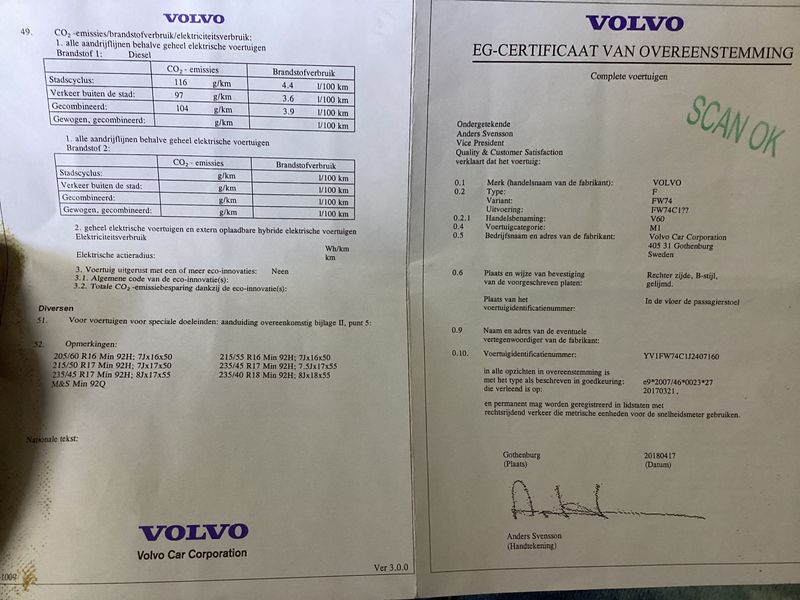 VOLVO
49. CO2 -emissies/brandstofverbruik/elektriciteitsverbruik:
1. alle aandrijflijnen behalve geheel elektrische voertuigen
Brandstof 1: Diesel
CO2 - emissies Brandstofverbruik
Stadscyclus: 116 g/km 4.4 l/100 km
Verkeer buiten de stad: 97 g/km 3.6 l/100 km
Gecombineerd: 104 g/km 3.9 l/100 km
Gewogen, gecombineerd: g/km l/100 km
1. alle aandrijflijnen behalve geheel elektrische voertuigen
Brandstof 2:
CO2 - emissies Brandstofverbruik
Stadscyclus: g/km l/100 km
Verkeer buiten de stad: g/km l/100 km
Gecombineerd: g/km l/100 km
Gewogen, gecombineerd: g/km l/100 km
2. geheel elektrische voertuigen en extern oplaadbare hybride elektrische voertuigen
Elektriciteitsverbruik
Wh/km
Elektrische actieradius: km
3. Voertuig uitgerust met een of meer eco-innovaties: Neen
3.1. Algemene code van de eco-innovatie(s):
3.2. Totale CO2 -emissiebesparing dankzij de eco-innovatie(s):
Diversen
51. Voor voertuigen voor speciale doeleinden: aanduiding overeenkomstig bijlage II, punt 5:
52. Opmerkingen:
205/60 R16 Min 92H; 7Jx16x50 215/55 R16 Min 92H; 7Jx16x50
215/50 R17 Min 92H; 7Jx17x50 235/45 R17 Min 92H; 7.5Jx17x55
235/45 R17 Min 92H; 8Jx17x55 235/40 R18 Min 92H; 8Jx18x55
M&S Min 92Q
Nationale tekst:
VOLVO
Volvo Car Corporation
Ver 3.0.0
1009
VOLVO
EG-CERTIFICAAT VAN OVEREENSTEMMING
Complete voertuigen
SCAN OK
Ondergetekende
Anders Svensson
Vice President
Quality & Customer Satisfaction
verklaart dat het voertuig:
0.1 Merk (handelsnaam van de fabrikant): VOLVO
0.2 Type: F
Variant: FW74
Uitvoering: FW74C1??
0.2.1 Handelsbenaming: V60
0.4 Voertuigcategorie: M1
0.5 Bedrijfsnaam en adres van de fabrikant: Volvo Car Corporation
405 31 Gothenburg
Sweden
0.6 Plaats en wijze van bevestiging Rechter zijde, B-stijl,
van de voorgeschreven platen: gelijmd.
Plaats van het In de vloer de passagierstoel
voertuigidentificatienummer:
0.9 Naam en adres van de eventuele
vertegenwoordiger van de fabrikant:
0.10. Voertuigidentificatienummer: YV1FW74C1J2407160
in alle opzichten in overeenstemming is
met het type als beschreven in goedkeuring: e9*2007/46*0023*27
die verleend is op: 20170321.
en permanent mag worden geregistreerd in lidstaten met
rechtsrijdend verkeer die metrische eenheden voor de snelheidsmeter gebruiken.
Gothenburg 20180417
(Plaats) (Datum)
Anders Svensson
(Handtekening)